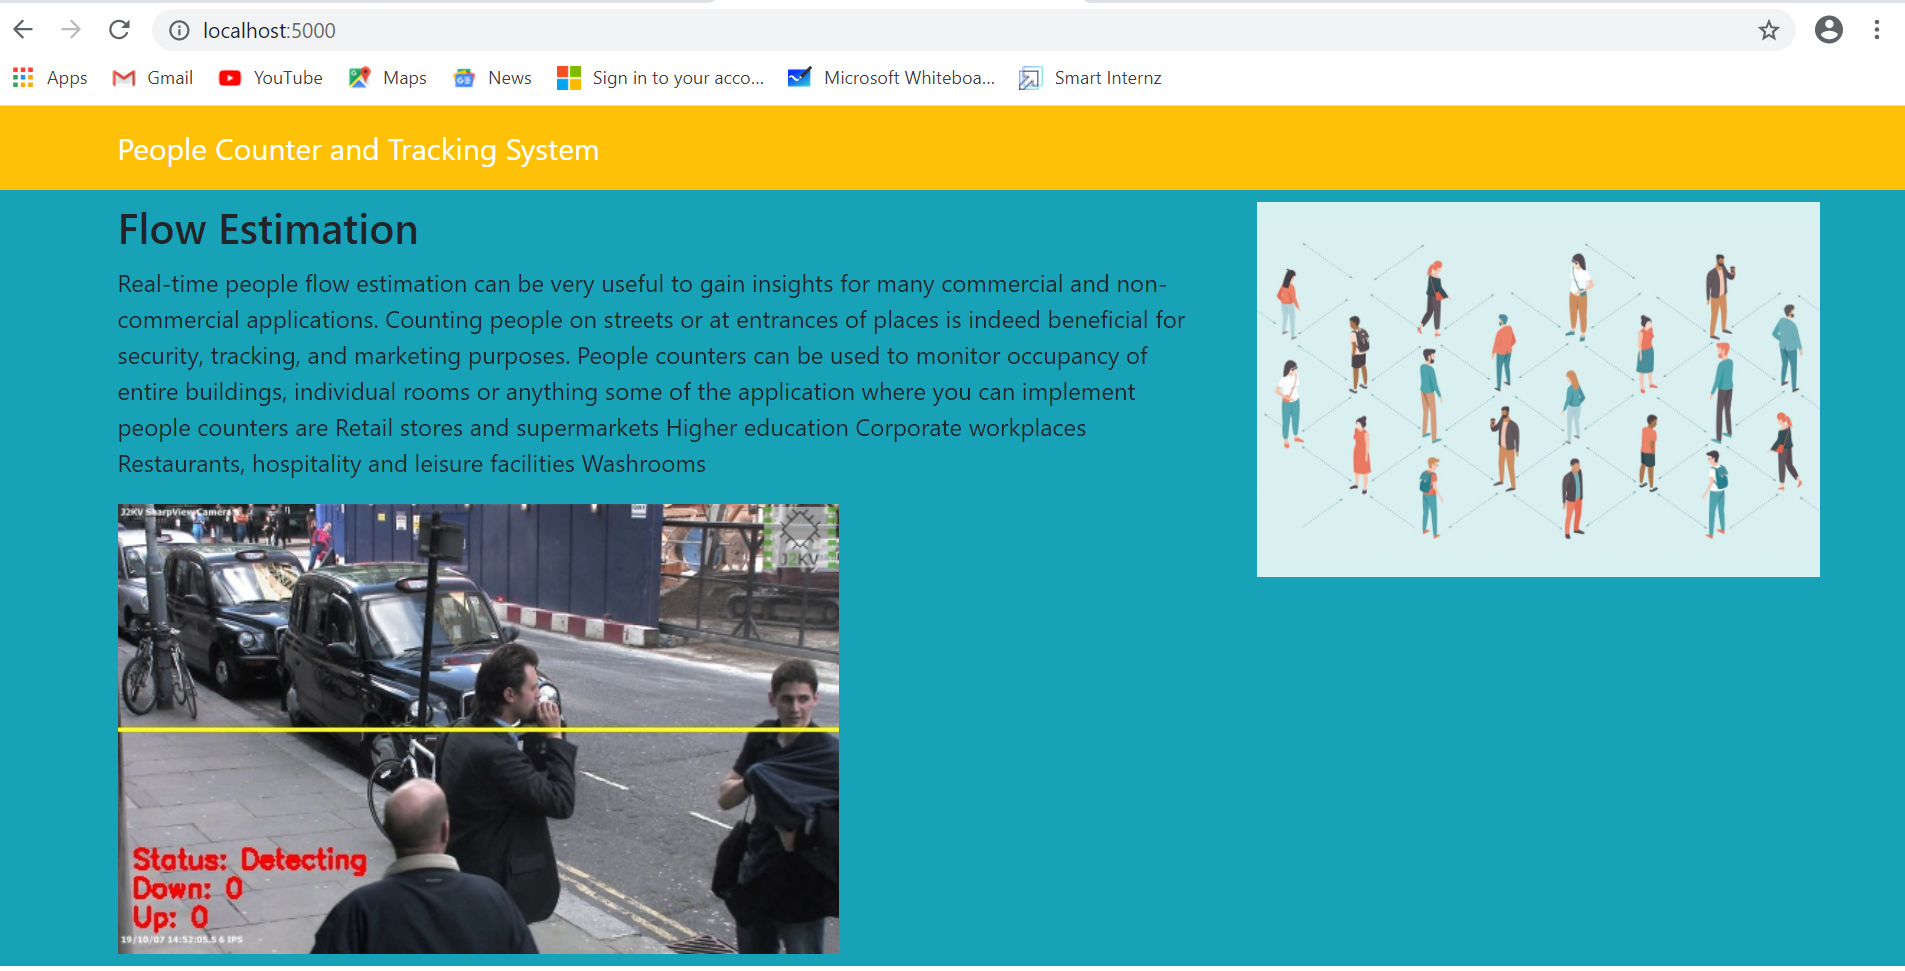 localhost:5000
Apps Gmail YouTube Maps News Sign in to your acco... Microsoft Whiteboa... Smart Internz
People Counter and Tracking System
Flow Estimation
Real-time people flow estimation can be very useful to gain insights for many commercial and non-
commercial applications. Counting people on streets or at entrances of places is indeed beneficial for
security, tracking, and marketing purposes. People counters can be used to monitor occupancy of
entire buildings, individual rooms or anything some of the application where you can implement
people counters are Retail stores and supermarkets Higher education Corporate workplaces
Restaurants, hospitality and leisure facilities Washrooms
J2KV SharpView Camera
J2KV
Status: Detecting
Down: 0
Up: 0
19/10/07 14:52:05.5 6 IPS